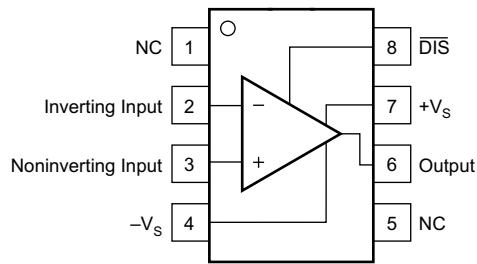 NC 1
8 DIS
Inverting Input 2
−
7 +VS
Noninverting Input 3
+
6 Output
–VS 4
5 NC